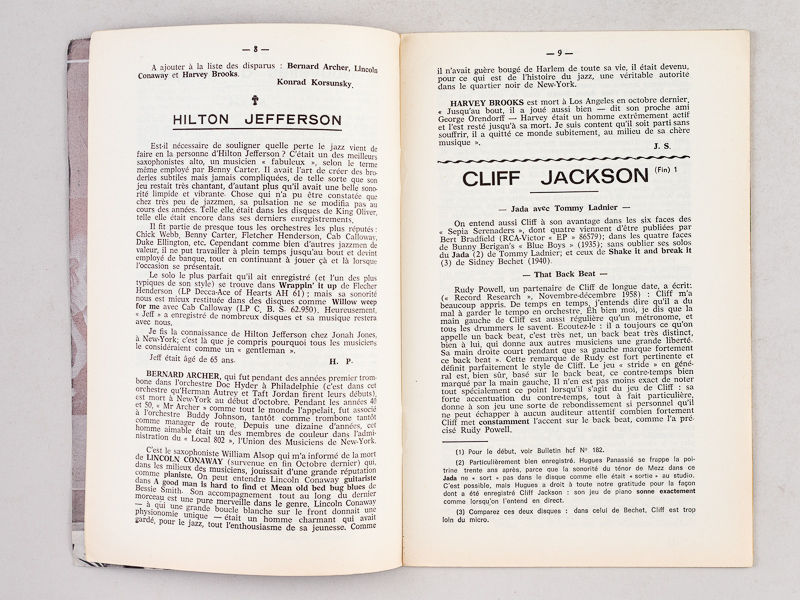 — 8 —
A ajouter à la liste des disparus : Bernard Archer, Lincoln
Conaway et Harvey Brooks.
Konrad Korsunsky.
HILTON JEFFERSON
Est-il nécessaire de souligner quelle perte le jazz vient de
faire en la personne d'Hilton Jefferson ? C'était un des meilleurs
saxophonistes alto, un musicien « fabuleux », selon le terme
même employé par Benny Carter. Il avait l'art de créer des bro-
deries subtiles mais jamais compliquées, de telle sorte que son
jeu restait très chantant, d'autant plus qu'il avait une belle sono-
rité limpide et vibrante. Chose qui n'a pu être constatée que
chez très peu de jazzmen, sa pulsation ne se modifia pas au
cours des années. Telle elle était dans les disques de King Oliver,
telle elle était encore dans ses derniers enregistrements.
Il fit partie de presque tous les orchestres les plus réputés :
Chick Webb, Benny Carter, Fletcher Henderson, Cab Calloway,
Duke Ellington, etc. Cependant comme bien d'autres jazzmen de
valeur, il ne put travailler à plein temps jusqu'au bout et devint
employé de banque, tout en continuant à jouer çà et là lorsque
l'occasion se présentait.
Le solo le plus parfait qu'il ait enregistré (et l'un des plus
typiques de son style) se trouve dans Wrappin' it up de Flecher
Henderson (LP Decca-Ace of Hearts AH 61) ; mais sa sonorité
nous est mieux restituée dans des disques comme Willow weep
for me avec Cab Calloway (LP C. B. S. 62.950). Heureusement,
« Jeff » a enregistré de nombreux disques et sa musique restera
avec nous.
Je fis la connaissance de Hilton Jefferson chez Jonah Jones,
à New-York; c'est là que je compris pourquoi tous les musiciens
le considéraient comme un « gentleman ».
Jeff était âgé de 65 ans.
H. P.
BERNARD ARCHER, qui fut pendant des années premier trom-
bone dans l'orchestre Doc Hyder à Philadelphie (c'est dans cet
orchestre qu'Herman Autrey et Taft Jordan firent leurs débuts),
est mort à New-York au début d'octobre. Pendant les années 40
et 50, « Mr Archer » comme tout le monde l'appelait, fut associé
à l'orchestre Buddy Johnson, tantôt comme trombone tantôt
comme manager de route. Depuis une dizaine d'années, cet
homme aimable était un des membres de couleur dans l'admi-
nistration du « Local 802 », l'Union des Musiciens de New-York.
C'est le saxophoniste William Alsop qui m'a informé de la mort
de LINCOLN CONAWAY (survenue en fin Octobre dernier) qui,
dans les milieux des musiciens, jouissait d'une grande réputation
comme pianiste. On peut entendre Lincoln Conaway guitariste
dans A good man is hard to find et Mean old bed bug blues de
Bessie Smith. Son accompagnement tout au long du dernier
morceau est une pure merveille dans le genre. Lincoln Conaway
— à qui une grande boucle blanche sur le front donnait une
physionomie unique — était un homme charmant qui avait
gardé, pour le jazz, tout l'enthousiasme de sa jeunesse. Comme
— 9 —
il n'avait guère bougé de Harlem de toute sa vie, il était devenu,
pour ce qui est de l'histoire du jazz, une véritable autorité
dans le quartier noir de New-York.
HARVEY BROOKS est mort à Los Angeles en octobre dernier.
« Jusqu'au bout, il a joué aussi bien — dit son proche ami
George Orendorff — Harvey était un homme extrêmement actif
et l'est resté jusqu'à sa mort. Je suis content qu'il soit parti sans
souffrir, il a quitté ce monde subitement, au milieu de sa chère
musique ».
J. S.
CLIFF JACKSON (Fin) 1
— Jada avec Tommy Ladnier —
On entend aussi Cliff à son avantage dans les six faces des
« Sepia Serenaders », dont quatre viennent d'être publiées par
Bert Bradfield (RCA-Victor « EP » 86579); dans les quatre faces
de Bunny Berigan's « Blue Boys » (1935); sans oublier ses solos
du Jada (2) de Tommy Ladnier; et ceux de Shake it and break it
(3) de Sidney Bechet (1940).
— That Back Beat —
Rudy Powell, un partenaire de Cliff de longue date, a écrit:
(« Record Research », Novembre-décembre 1958) : Cliff m'a
beaucoup appris. De temps en temps, j'entends dire qu'il a du
mal à garder le tempo en orchestre. Eh bien moi, je dis que la
main gauche de Cliff est aussi régulière qu'un métronome, et
tous les drummers le savent. Ecoutez-le : il a toujours ce qu'on
appelle un back beat, c'est très net, un back beat très distinct,
bien à lui, qui donne aux autres musiciens une grande liberté.
Sa main droite court pendant que sa gauche marque fortement
ce back beat ». Cette remarque de Rudy est fort pertinente et
définit parfaitement le style de Cliff. Le jeu « stride » en géné-
ral est, bien sûr, basé sur le back beat, ce contre-temps bien
marqué par la main gauche. Il n'en est pas moins exact de noter
tout spécialement ce point lorsqu'il s'agit du jeu de Cliff : sa
forte accentuation du contre-temps, tout à fait particulière,
donne à son jeu une sorte de rebondissement si personnel qu'il
ne peut échapper à aucun auditeur attentif combien fortement
Cliff met constamment l'accent sur le back beat, comme l'a pré-
cisé Rudy Powell.
(1) Pour le début, voir Bulletin hcf N° 182.
(2) Particulièrement bien enregistré. Hugues Panassié se frappe la poi-
trine trente ans après, parce que la sonorité du ténor de Mezz dans ce
Jada ne « sort » pas dans le disque comme elle était « sortie » au studio.
C'est possible, mais Hugues a droit à toute notre gratitude pour la façon
dont a été enregistré Cliff Jackson : son jeu de piano sonne exactement
comme lorsqu'on l'entend en direct.
(3) Comparez ces deux disques : dans celui de Bechet, Cliff est trop
loin du micro.